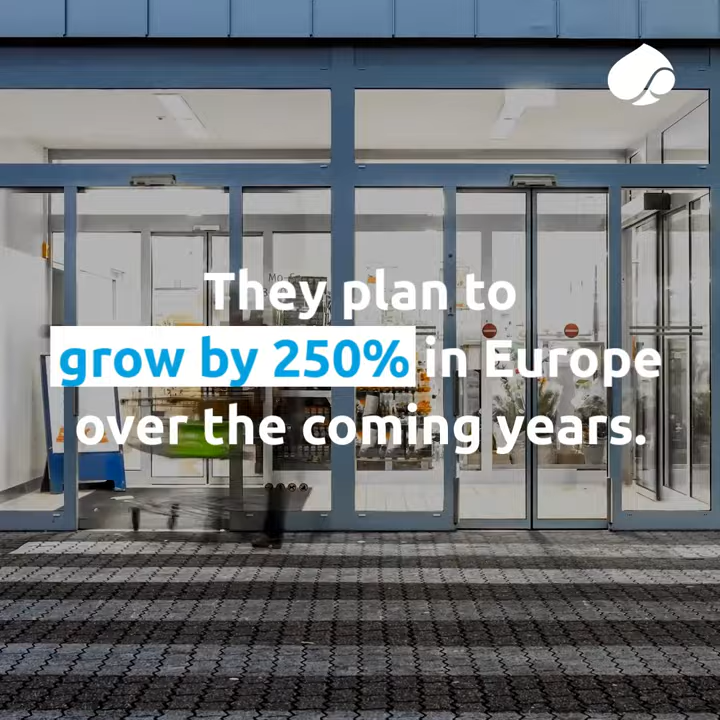 They plan to
grow by 250% in Europe
over the coming years.